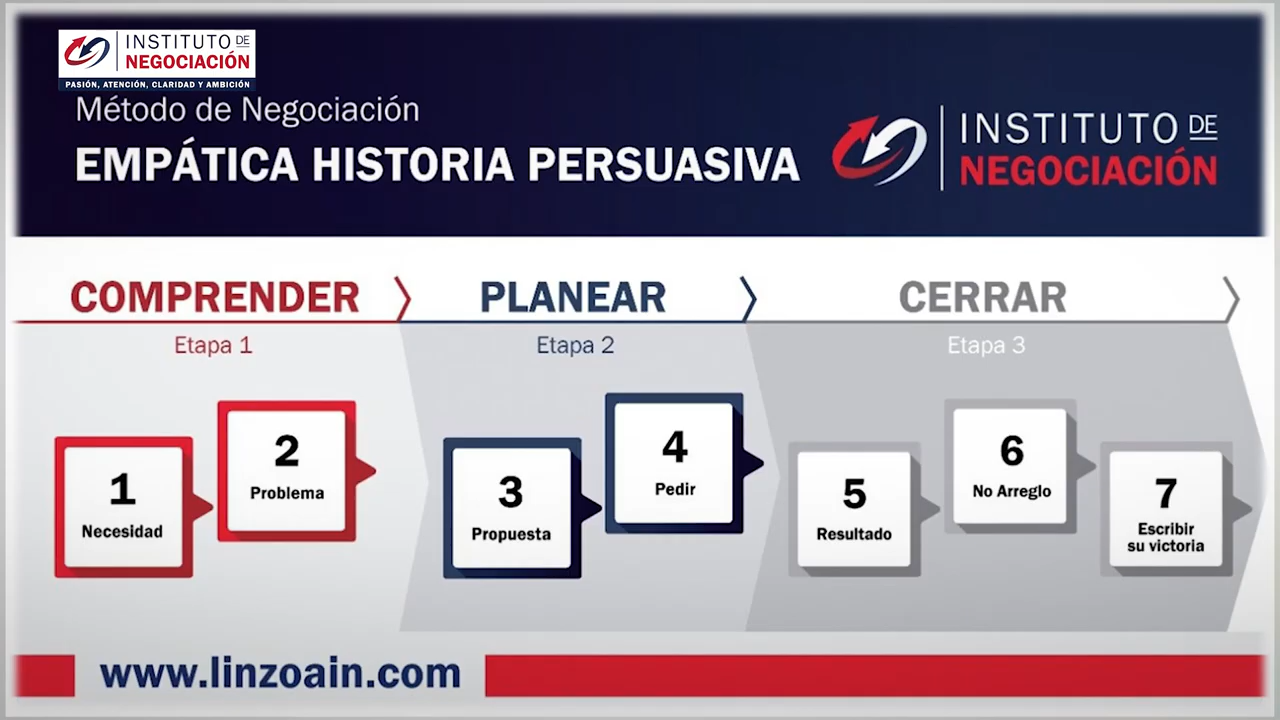 INSTITUTO DE
NEGOCIACIÓN
PASIÓN, ATENCIÓN, CLARIDAD Y AMBICIÓN
Método de Negociación
EMPÁTICA HISTORIA PERSUASIVA
INSTITUTO DE
NEGOCIACIÓN
COMPRENDER
PLANEAR
CERRAR
Etapa 1
Etapa 2
Etapa 3
1
Necesidad
2
Problema
3
Propuesta
4
Pedir
5
Resultado
6
No Arreglo
7
Escribir
su victoria
www.linzoain.com